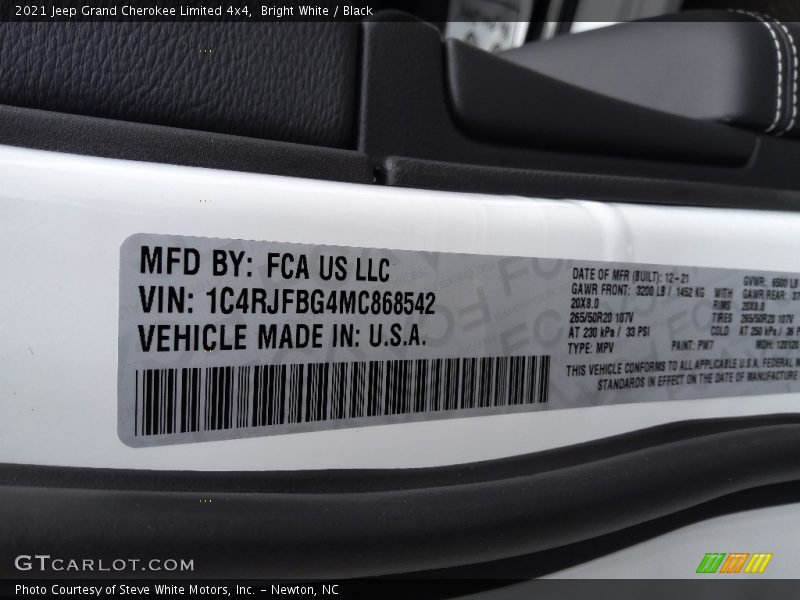 2021 Jeep Grand Cherokee Limited 4x4, Bright White / Black
MFD BY: FCA US LLC
VIN: 1C4RJFBG4MC868542
VEHICLE MADE IN: U.S.A.
DATE OF MFR (BUILT): 12-21 GVWR: 6500 LB
GAWR FRONT: 3200 LB / 1452 KG WITH GAWR REAR:
20X8.0 RIMS 20X8.0
265/50R20 107V TIRES 265/50R20 107V
AT 230 kPa / 33 PSI COLD AT 250 kPa /
TYPE: MPV PAINT: PW7 MDH:
THIS VEHICLE CONFORMS TO ALL APPLICABLE U.S.A. FEDERAL
STANDARDS IN EFFECT ON THE DATE OF MANUFACTURE
GTCARLOT.COM
Photo Courtesy of Steve White Motors, Inc. – Newton, NC